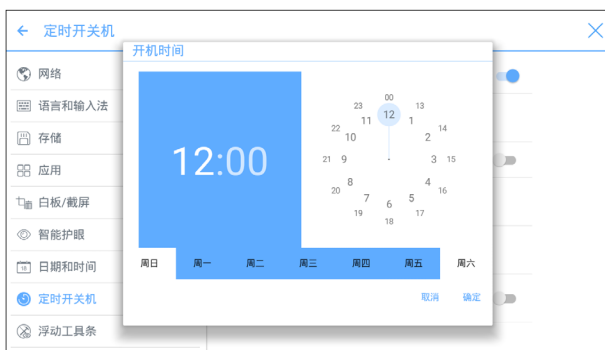 定时开关机
开机时间
网络
语言和输入法
存储
应用
白板/截屏
智能护眼
日期和时间
定时开关机
浮动工具条
12:00
00
23
13
12
11
1
22
14
10
2
21
9
3
15
8
4
20
16
7
5
6
19
17
18
周日 周一 周二 周三 周四 周五 周六
取消 确定